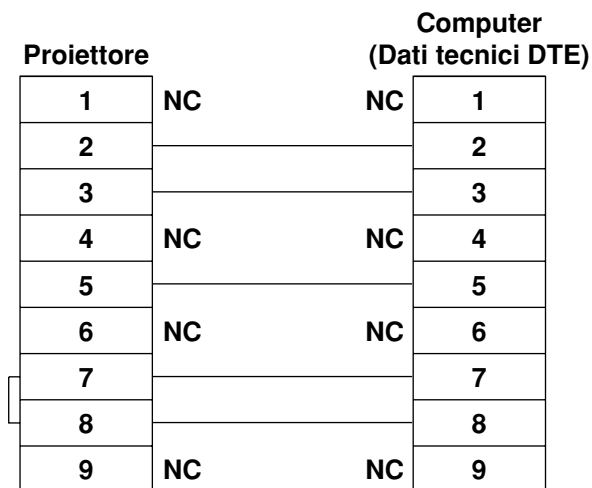 Computer
Proiettore (Dati tecnici DTE)
1 NC NC 1
2 2
3 3
4 NC NC 4
5 5
6 NC NC 6
7 7
8 8
9 NC NC 9